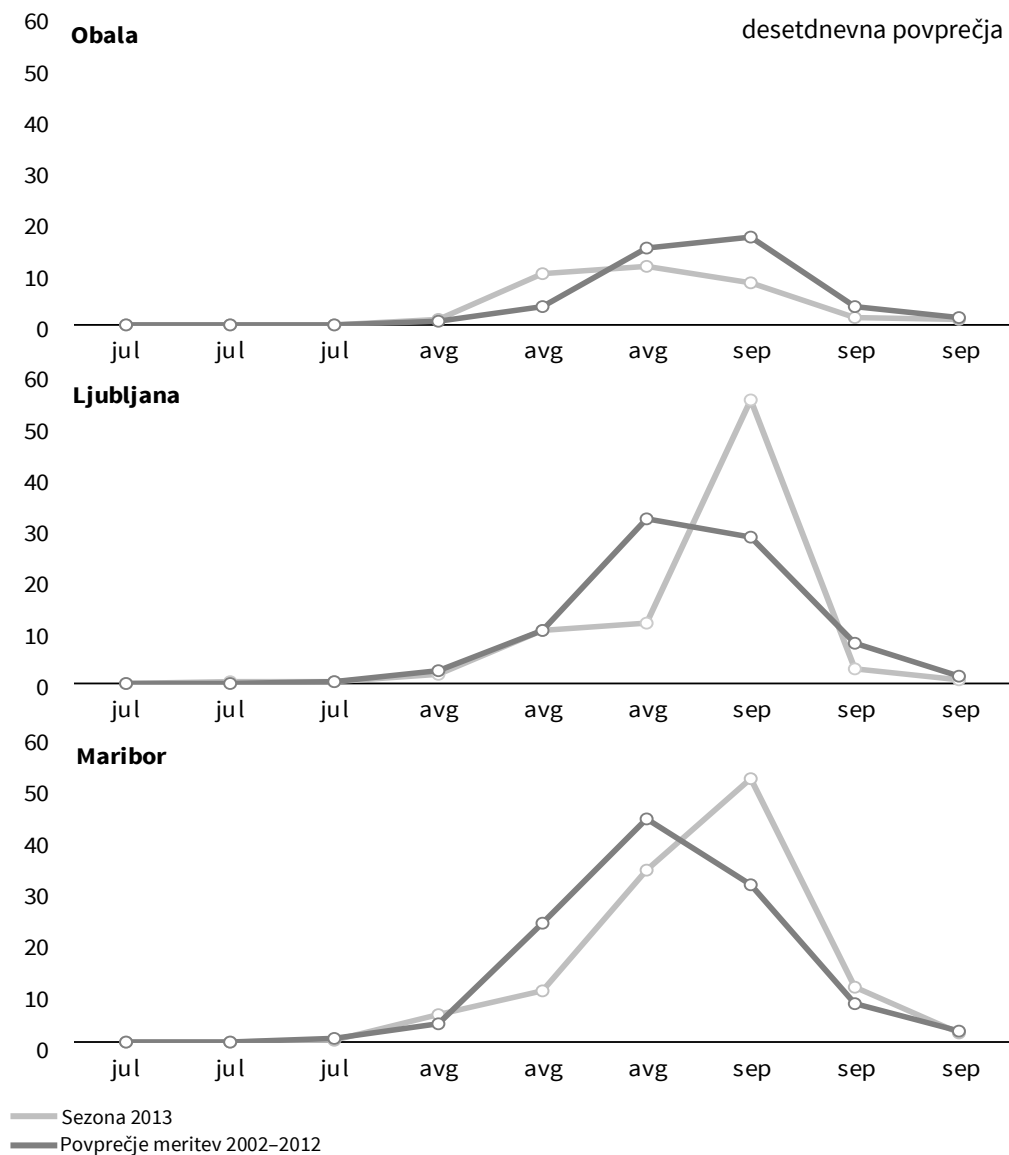 Obala
desetdnevna povprečja
60
50
40
30
20
10
0
jul jul jul avg avg avg sep sep sep
Ljubljana
60
50
40
30
20
10
0
jul jul jul avg avg avg sep sep sep
Maribor
60
50
40
30
20
10
0
jul jul jul avg avg avg sep sep sep
Sezona 2013
Povprečje meritev 2002–2012